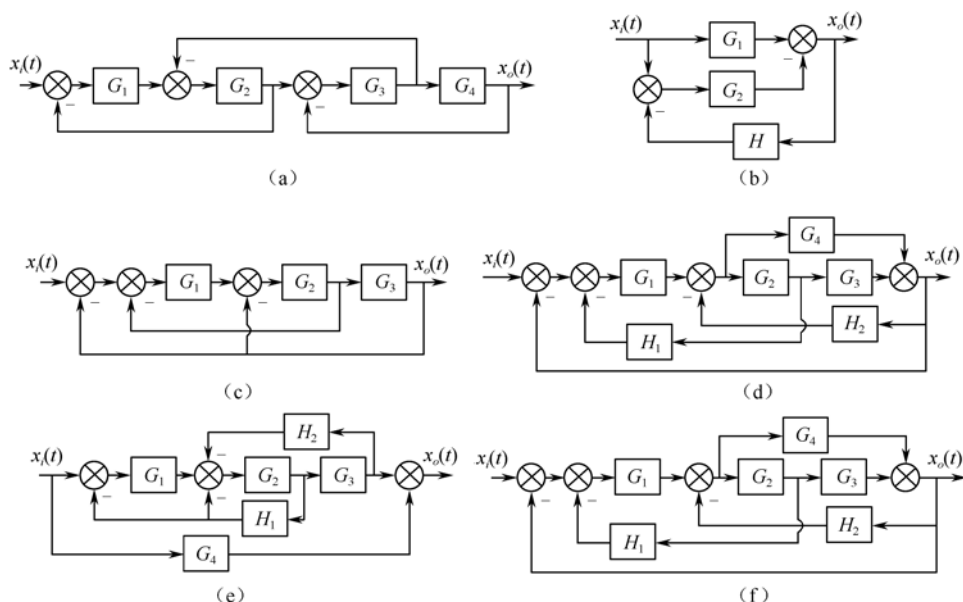 xᵢ(t) − G₁ − G₂ − G₃ G₄ xₒ(t) −
(a)
xᵢ(t) G₁ xₒ(t)
−
G₂
−
H
(b)
xᵢ(t) − − G₁ − G₂ G₃ xₒ(t)
(c)
G₄
xᵢ(t) − − G₁ − G₂ G₃ xₒ(t)
H₁ H₂
(d)
H₂
xᵢ(t) − G₁ − − G₂ G₃ xₒ(t)
H₁
G₄
(e)
G₄
xᵢ(t) − − G₁ − G₂ G₃ xₒ(t)
H₁ H₂
(f)